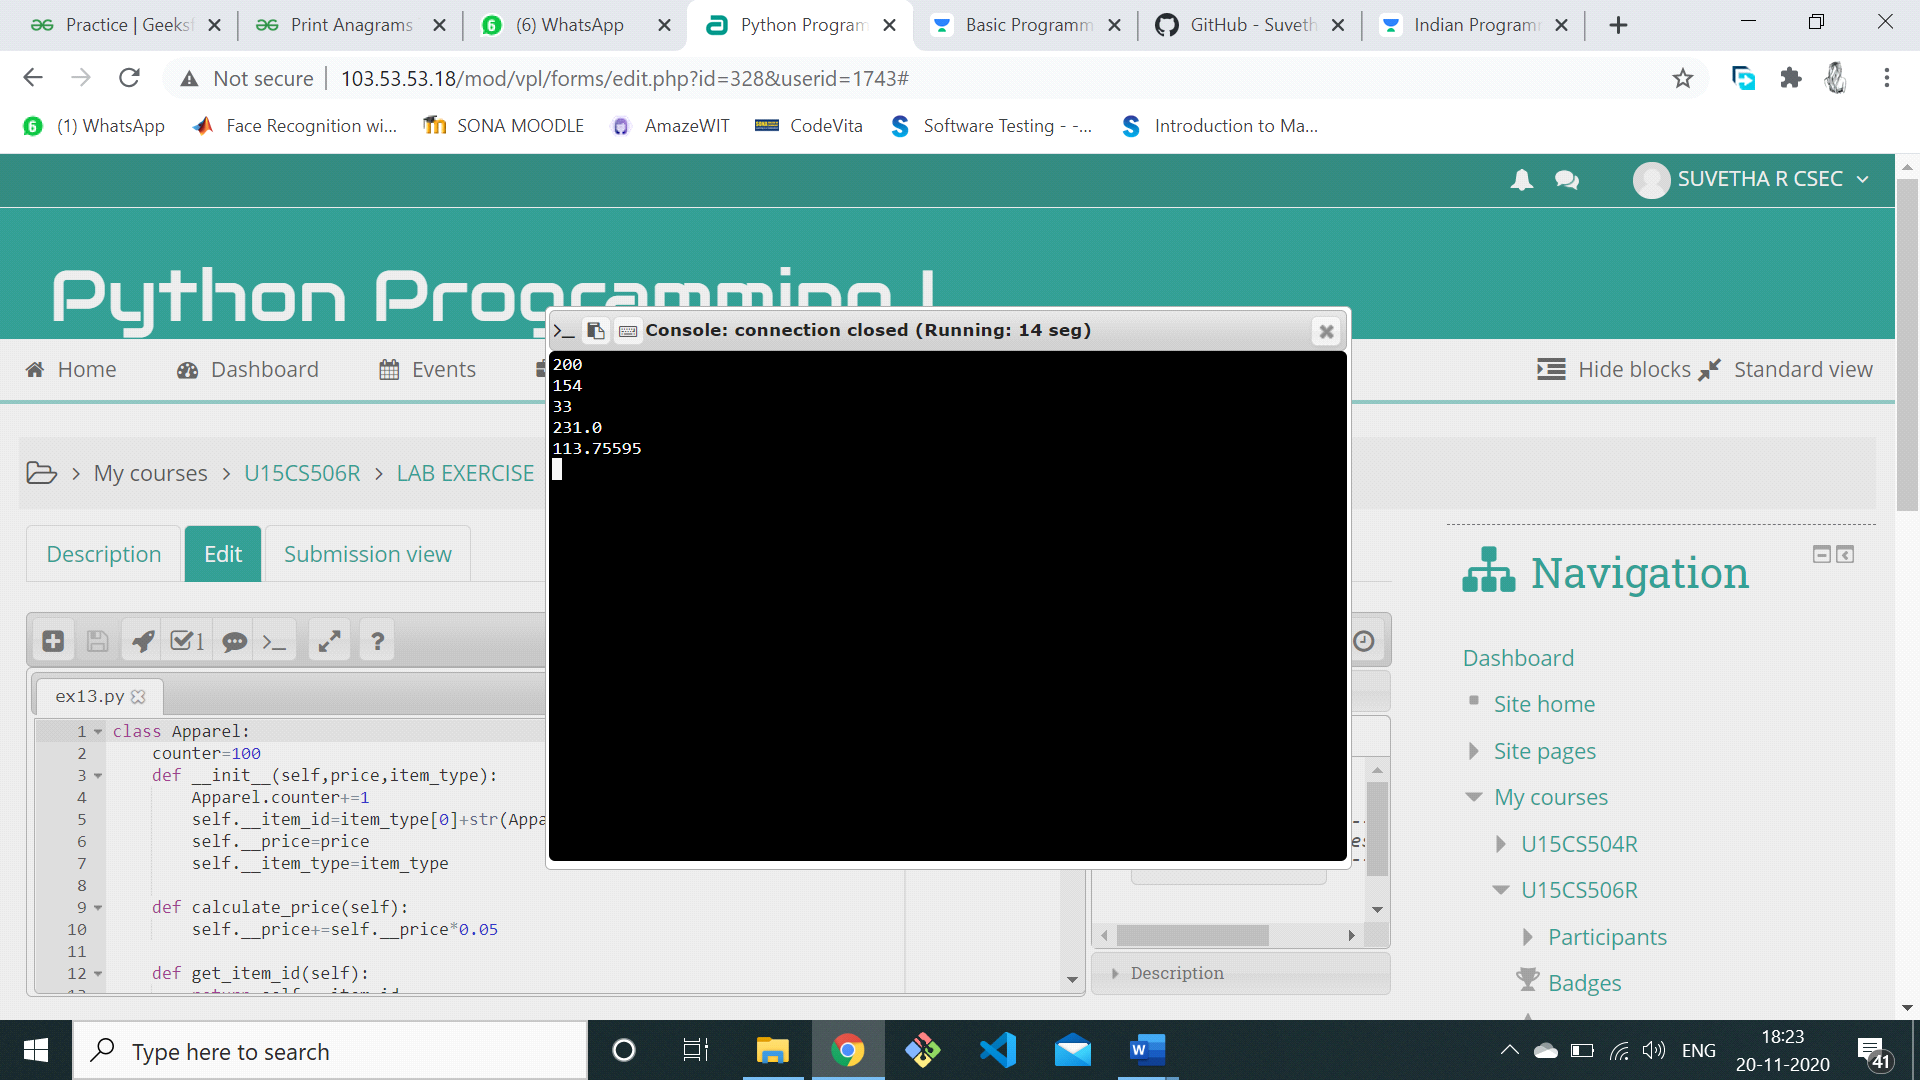 Practice | Geeksf
Print Anagrams
(6) WhatsApp
Python Program
Basic Programm
GitHub - Suveth
Indian Programm
Not secure
103.53.53.18/mod/vpl/forms/edit.php?id=328&userid=1743#
(1) WhatsApp
Face Recognition wi...
SONA MOODLE
AmazeWIT
CodeVita
Software Testing - -...
Introduction to Ma...
SUVETHA R CSEC
Python Programming I
Home
Dashboard
Events
Hide blocks
Standard view
My courses
U15CS506R
LAB EXERCISE
Description
Edit
Submission view
Console: connection closed (Running: 14 seg)
200
154
33
231.0
113.75595
1
?
ex13.py
1 class Apparel:
2 counter=100
3 def __init__(self,price,item_type):
4 Apparel.counter+=1
5 self.__item_id=item_type[0]+str(Appa
6 self.__price=price
7 self.__item_type=item_type
8
9 def calculate_price(self):
10 self.__price+=self.__price*0.05
11
12 def get_item_id(self):
Description
Navigation
Dashboard
Site home
Site pages
My courses
U15CS504R
U15CS506R
Participants
Badges
Type here to search
ENG
18:23
20-11-2020
41